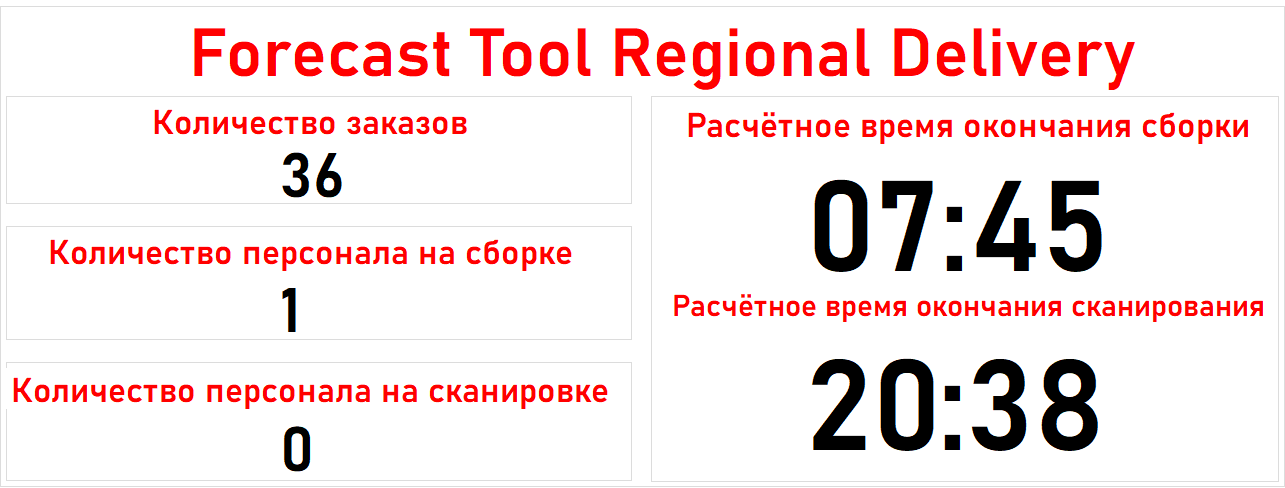 Forecast Tool Regional Delivery
Количество заказов
36
Количество персонала на сборке
1
Количество персонала на сканировке
0
Расчётное время окончания сборки
07:45
Расчётное время окончания сканирования
20:38